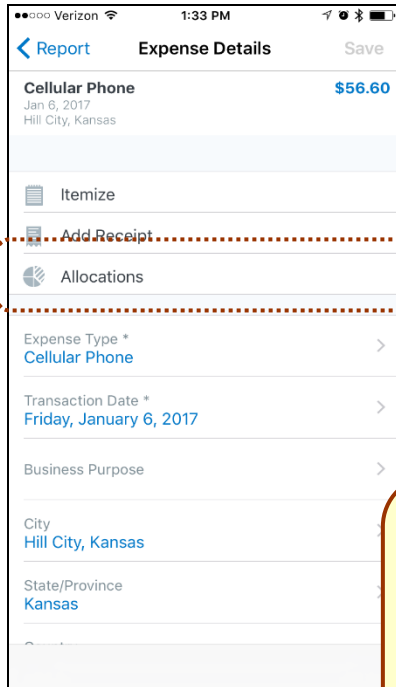 Verizon 1:33 PM
Report Expense Details Save
Cellular Phone $56.60
Jan 6, 2017
Hill City, Kansas
Itemize
Add Receipt
Allocations
Expense Type *
Cellular Phone
Transaction Date *
Friday, January 6, 2017
Business Purpose
City
Hill City, Kansas
State/Province
Kansas